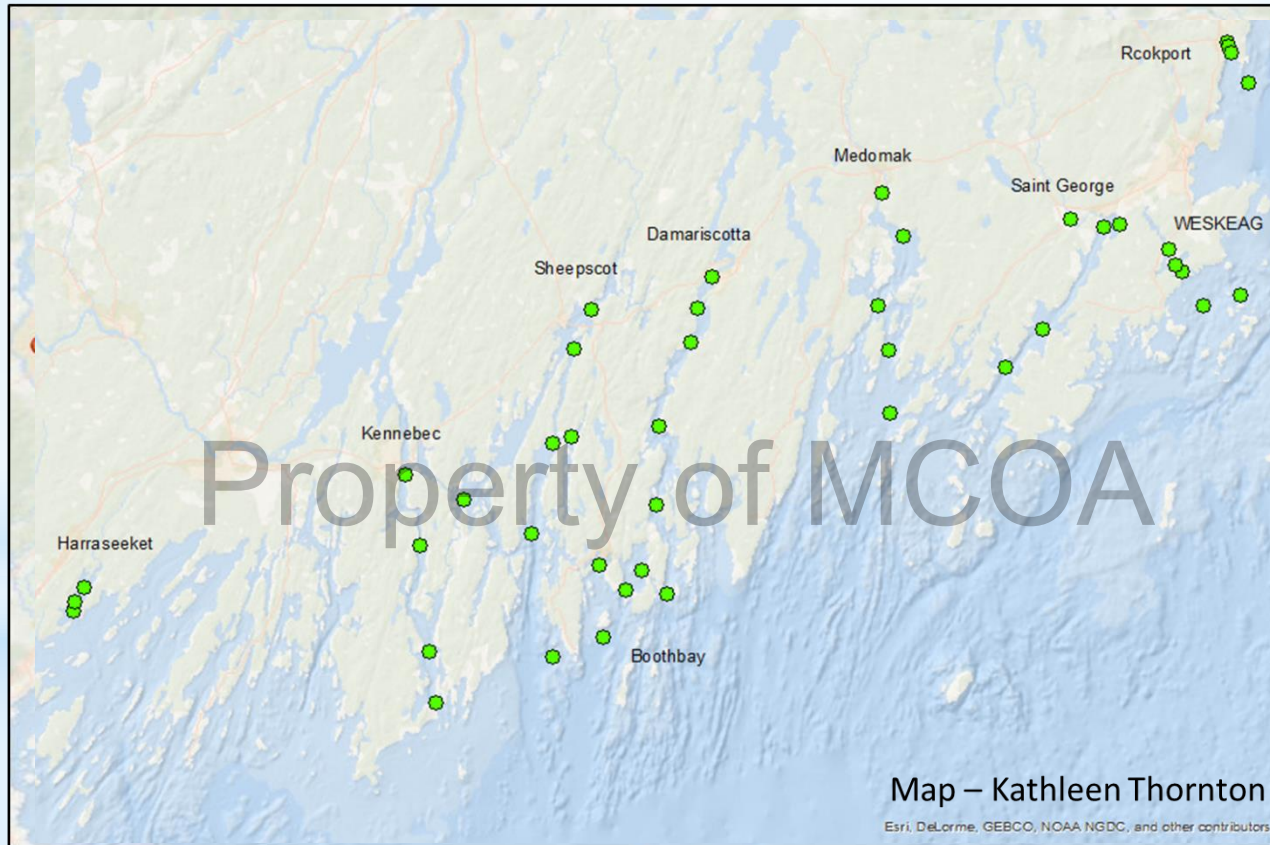 Rcokport
Medomak
Saint George
WESKEAG
Damariscotta
Sheepscot
Kennebec
Property of MCOA
Harraseeket
Boothbay
Map – Kathleen Thornton
Esri, DeLorme, GEBCO, NOAA NGDC, and other contributors